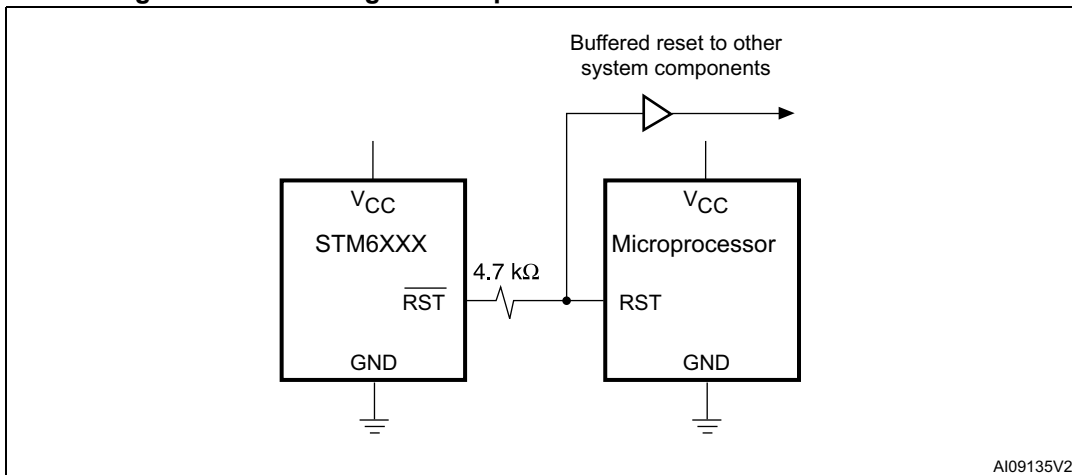 Buffered reset to other
system components
VCC
STM6XXX
4.7 kΩ
RST
GND
VCC
Microprocessor
RST
GND
AI09135V2